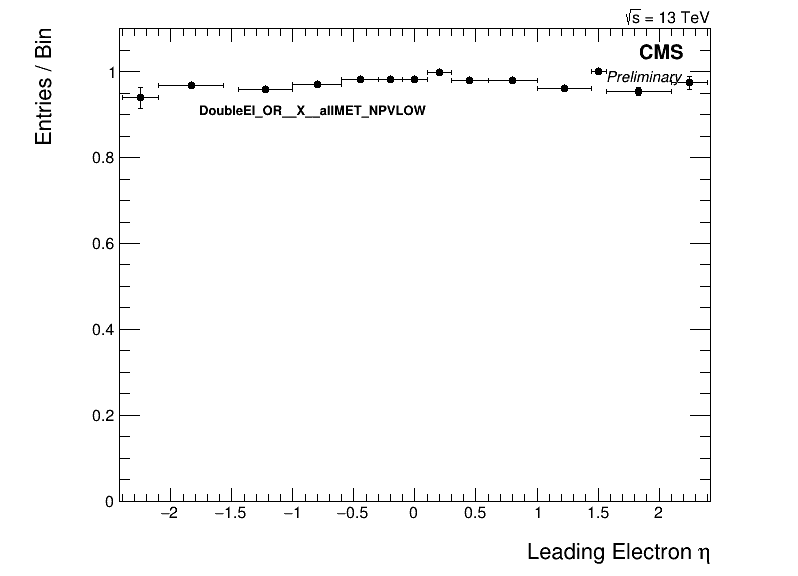 √s = 13 TeV
CMS
Preliminary
DoubleEl_OR__X__allMET_NPVLOW
Entries / Bin
1
0.8
0.6
0.4
0.2
0
−2 −1.5 −1 −0.5 0 0.5 1 1.5 2
Leading Electron η